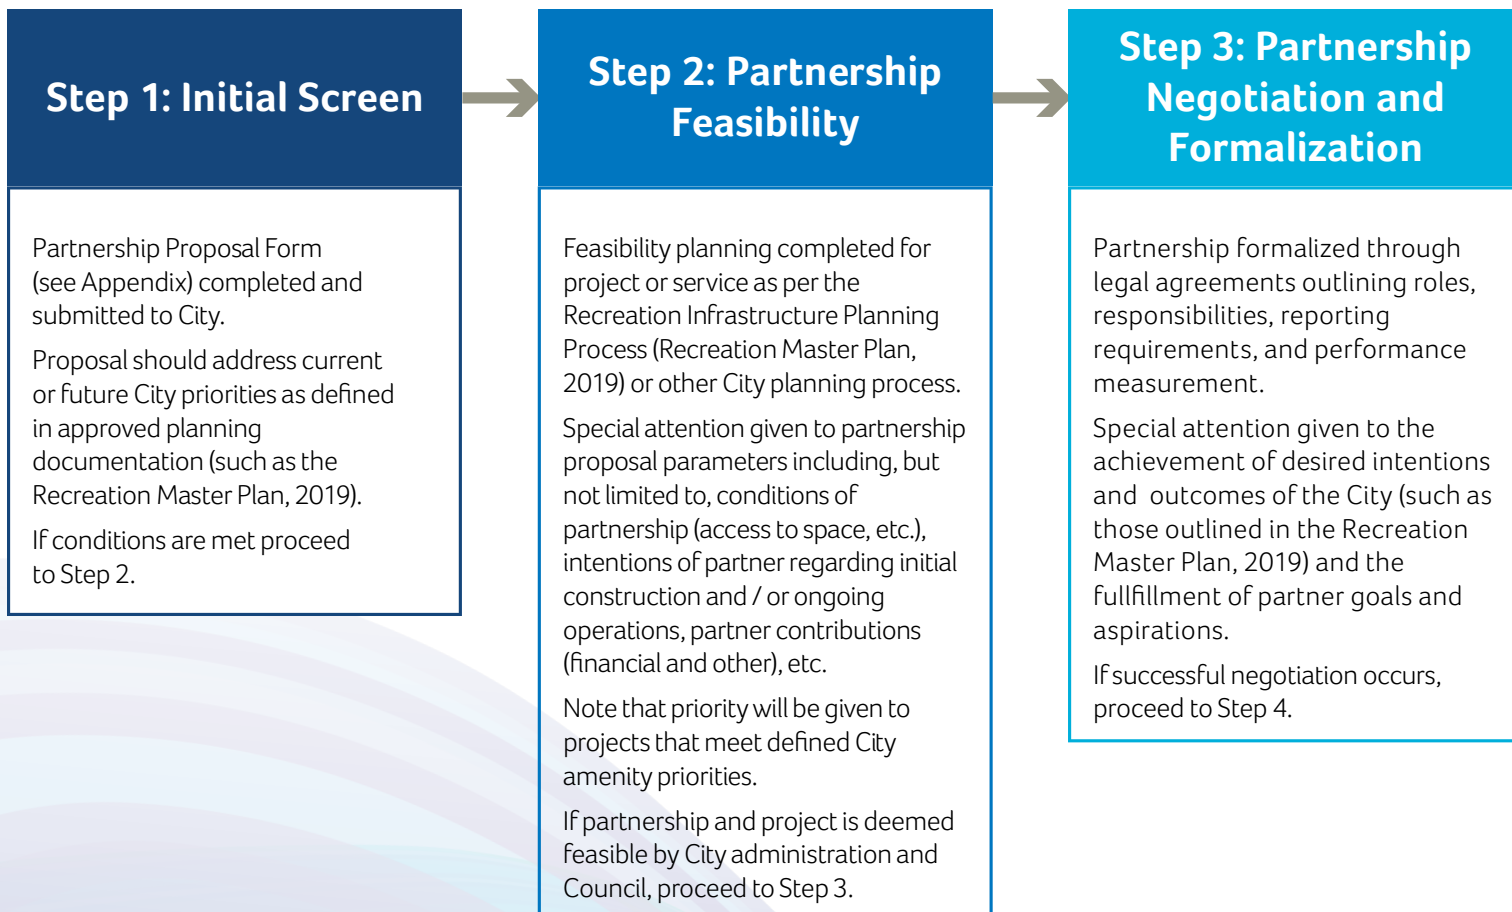 Step 1: Initial Screen
Partnership Proposal Form
(see Appendix) completed and
submitted to City.
Proposal should address current
or future City priorities as defined
in approved planning
documentation (such as the
Recreation Master Plan, 2019).
If conditions are met proceed
to Step 2.
Step 2: Partnership
Feasibility
Feasibility planning completed for
project or service as per the
Recreation Infrastructure Planning
Process (Recreation Master Plan,
2019) or other City planning process.
Special attention given to partnership
proposal parameters including, but
not limited to, conditions of
partnership (access to space, etc.),
intentions of partner regarding initial
construction and / or ongoing
operations, partner contributions
(financial and other), etc.
Note that priority will be given to
projects that meet defined City
amenity priorities.
If partnership and project is deemed
feasible by City administration and
Council, proceed to Step 3.
Step 3: Partnership
Negotiation and
Formalization
Partnership formalized through
legal agreements outlining roles,
responsibilities, reporting
requirements, and performance
measurement.
Special attention given to the
achievement of desired intentions
and outcomes of the City (such as
those outlined in the Recreation
Master Plan, 2019) and the
fullfillment of partner goals and
aspirations.
If successful negotiation occurs,
proceed to Step 4.